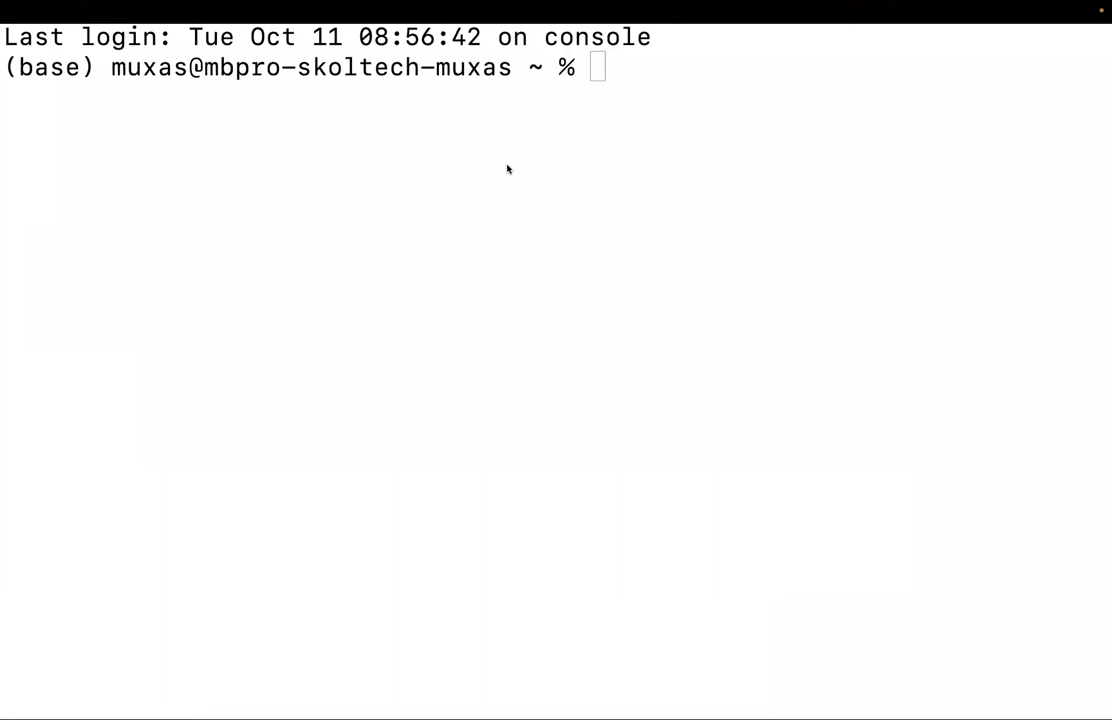 Last login: Tue Oct 11 08:56:42 on console
(base) muxas@mbpro-skoltech-muxas ~ %